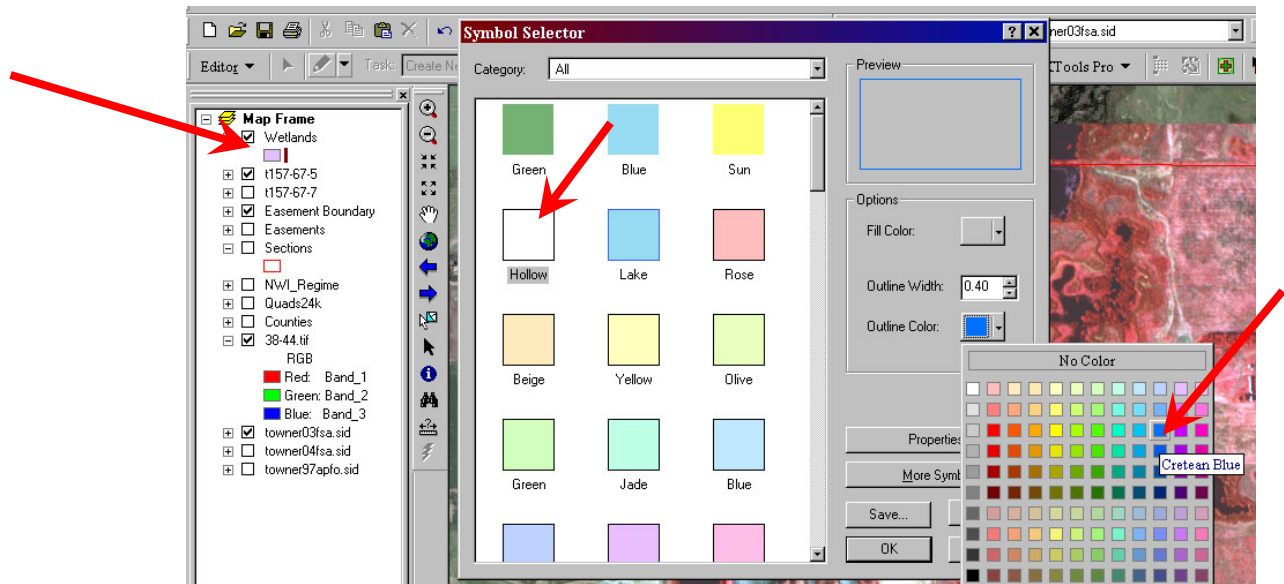 Symbol Selector
ner03fsa.sid
Editor
Task:
Create Ne
Tools Pro
Category:
All
Preview
Map Frame
Wetlands
t157-67-5
t157-67-7
Easement Boundary
Easements
Sections
NWI_Regime
Quads24k
Counties
38-44.tif
RGB
Red: Band_1
Green: Band_2
Blue: Band_3
towner03fsa.sid
towner04fsa.sid
towner97apfo.sid
Green Blue Sun
Hollow Lake Rose
Beige Yellow Olive
Green Jade Blue
Options
Fill Color:
Outline Width: 0.40
Outline Color:
No Color
Cretean Blue
Properties
More Symb
Save...
OK